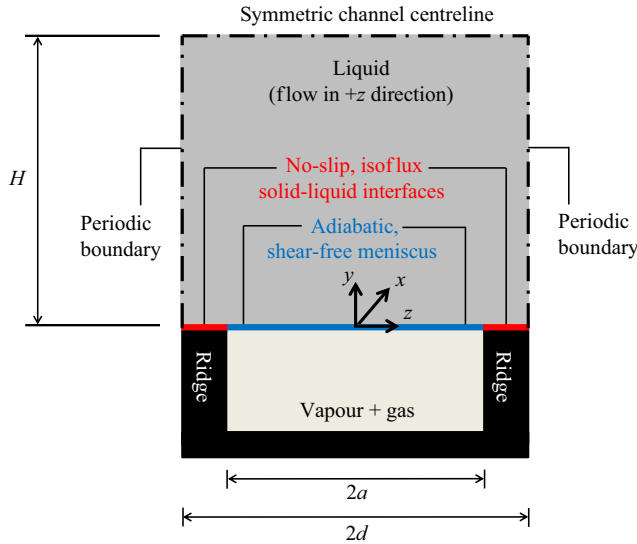 Symmetric channel centreline
Liquid
(flow in +z direction)
H
No-slip, isoflux
solid-liquid interfaces
Periodic
boundary
Periodic
boundary
Adiabatic,
shear-free meniscus
y
x
z
Ridge
Ridge
Vapour + gas
2a
2d